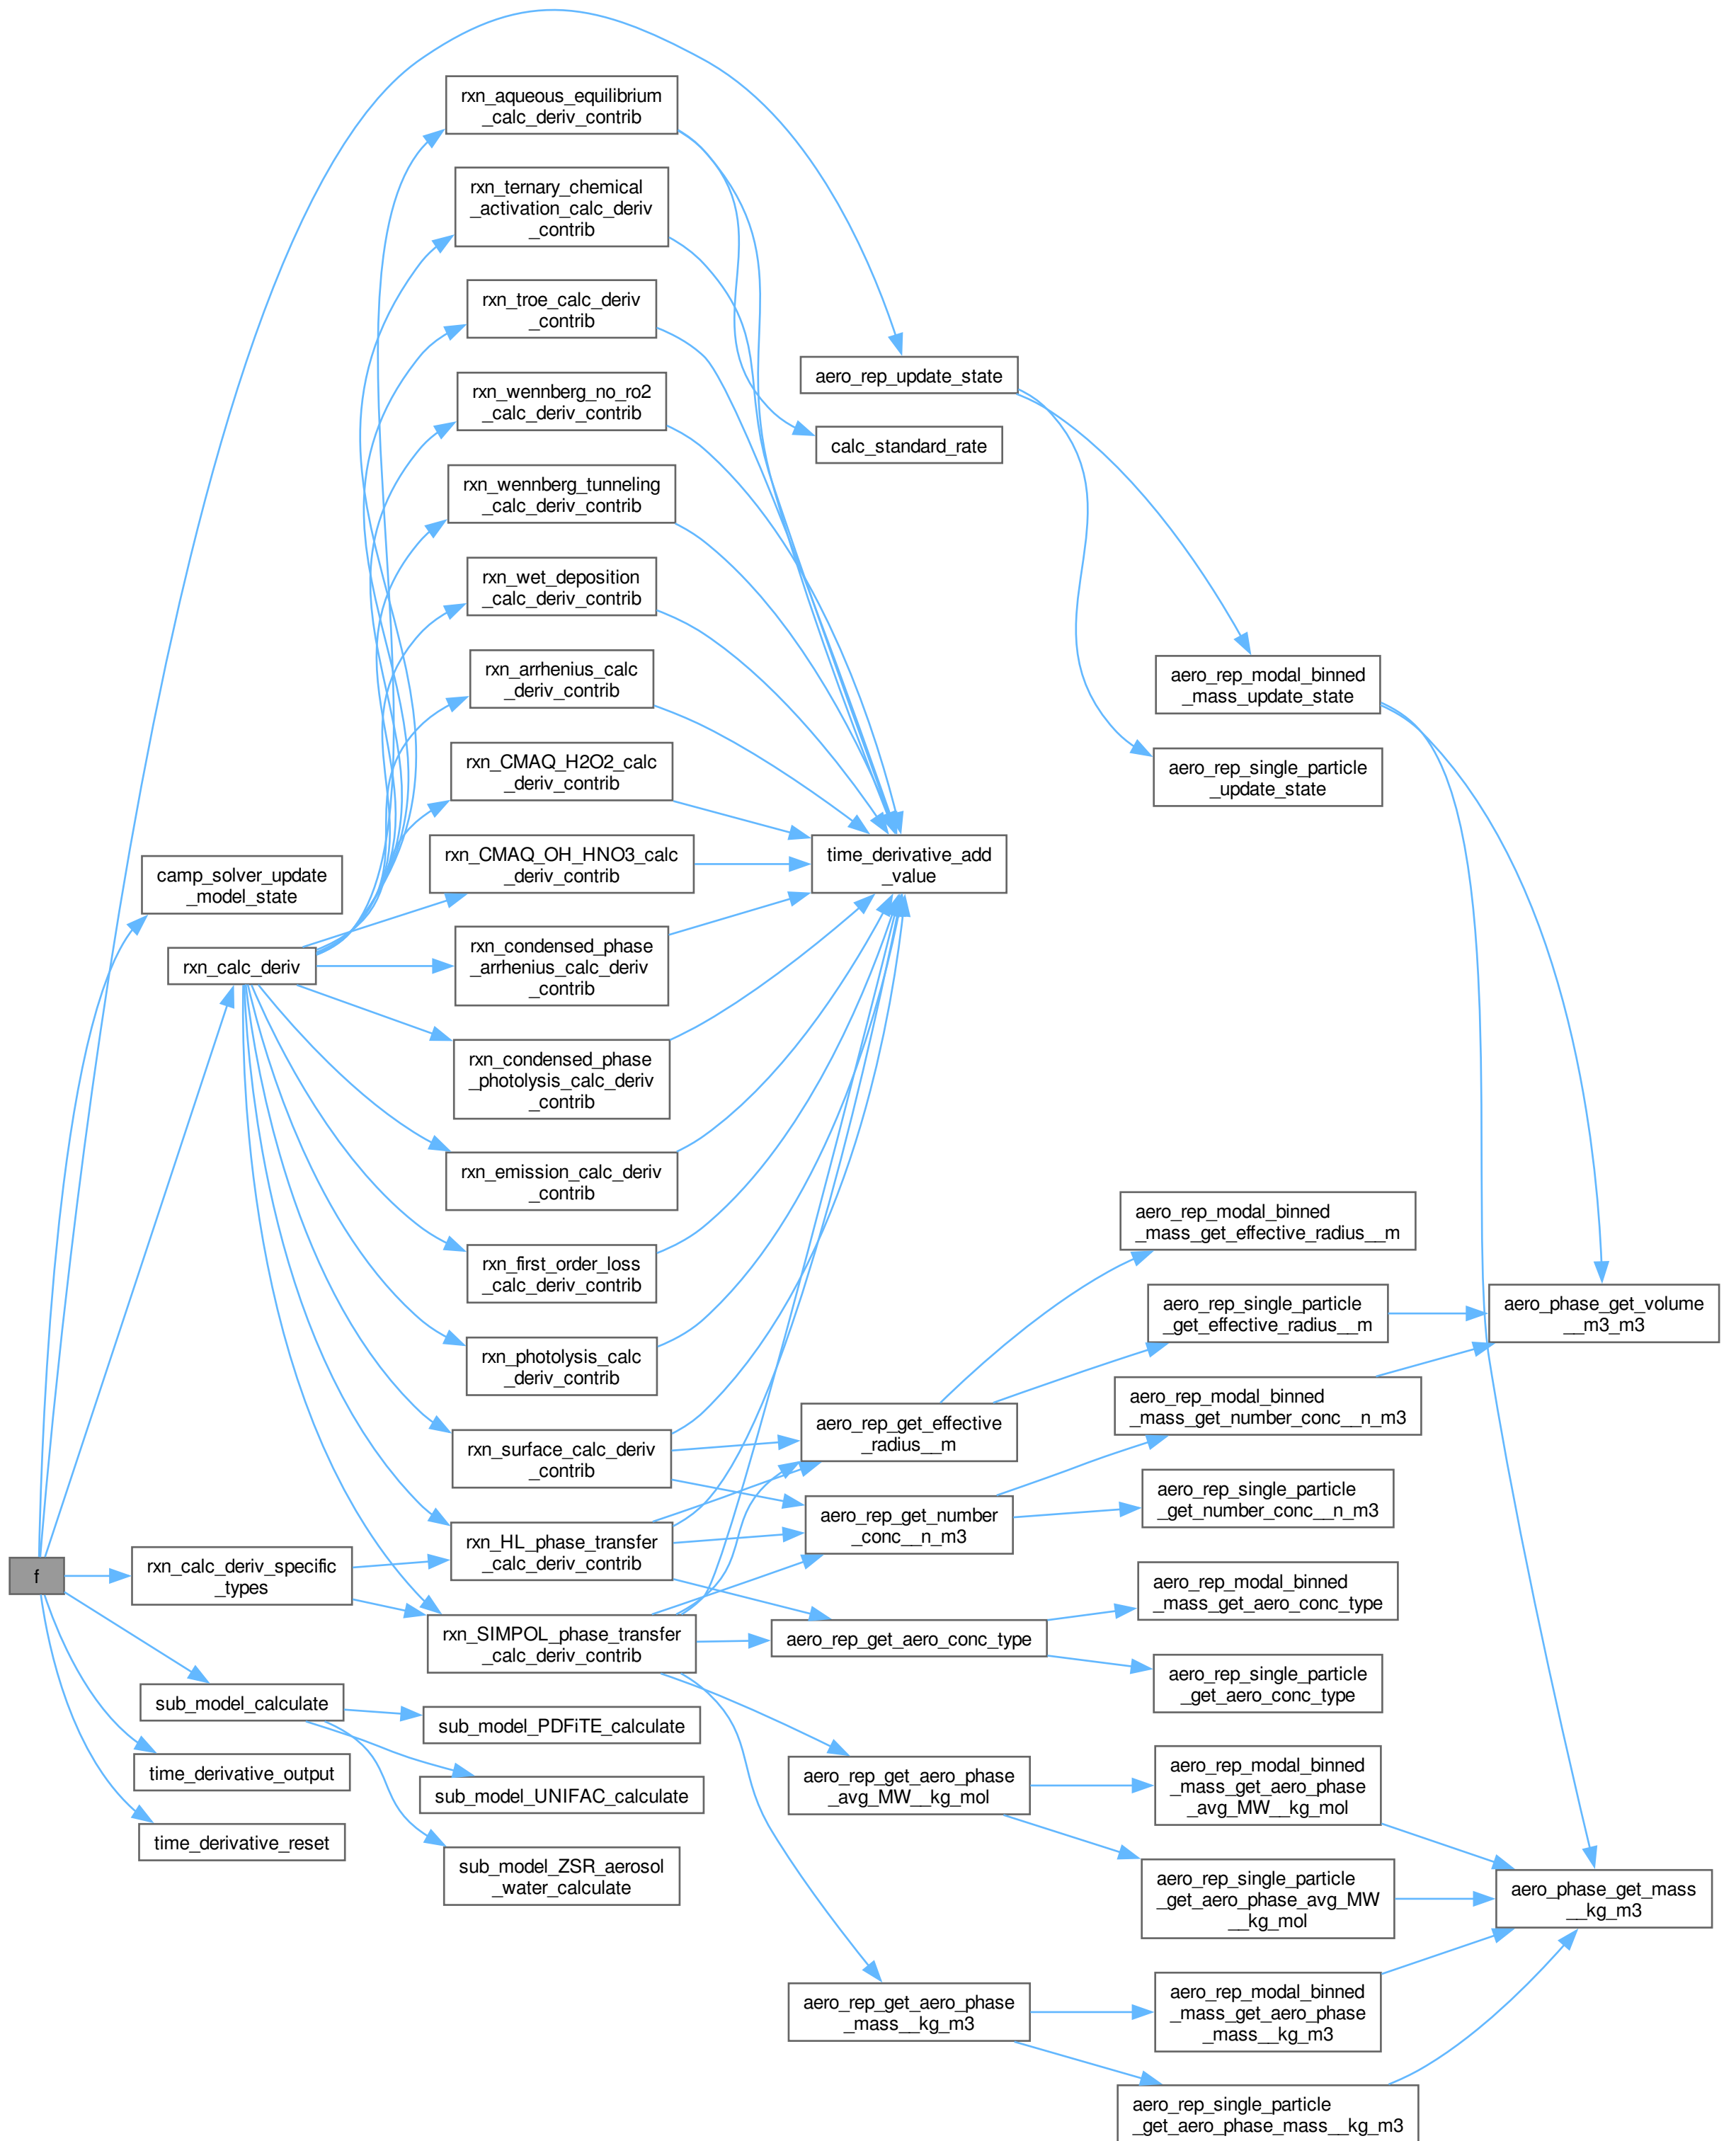 rxn_aqueous_equilibrium
_calc_deriv_contrib
rxn_ternary_chemical
_activation_calc_deriv
_contrib
rxn_troe_calc_deriv
_contrib
rxn_wennberg_no_ro2
_calc_deriv_contrib
rxn_wennberg_tunneling
_calc_deriv_contrib
rxn_wet_deposition
_calc_deriv_contrib
rxn_arrhenius_calc
_deriv_contrib
rxn_CMAQ_H2O2_calc
_deriv_contrib
rxn_CMAQ_OH_HNO3_calc
_deriv_contrib
rxn_condensed_phase
_arrhenius_calc_deriv
_contrib
rxn_condensed_phase
_photolysis_calc_deriv
_contrib
rxn_emission_calc_deriv
_contrib
rxn_first_order_loss
_calc_deriv_contrib
rxn_photolysis_calc
_deriv_contrib
rxn_surface_calc_deriv
_contrib
rxn_HL_phase_transfer
_calc_deriv_contrib
rxn_SIMPOL_phase_transfer
_calc_deriv_contrib
sub_model_PDFiTE_calculate
sub_model_UNIFAC_calculate
sub_model_ZSR_aerosol
_water_calculate
f
camp_solver_update
_model_state
rxn_calc_deriv
rxn_calc_deriv_specific
_types
sub_model_calculate
time_derivative_output
time_derivative_reset
aero_rep_update_state
calc_standard_rate
time_derivative_add
_value
aero_rep_get_effective
_radius__m
aero_rep_get_number
_conc__n_m3
aero_rep_get_aero_conc_type
aero_rep_get_aero_phase
_avg_MW__kg_mol
aero_rep_get_aero_phase
_mass__kg_m3
aero_rep_modal_binned
_mass_update_state
aero_rep_single_particle
_update_state
aero_rep_modal_binned
_mass_get_effective_radius__m
aero_rep_single_particle
_get_effective_radius__m
aero_rep_modal_binned
_mass_get_number_conc__n_m3
aero_rep_single_particle
_get_number_conc__n_m3
aero_rep_modal_binned
_mass_get_aero_conc_type
aero_rep_single_particle
_get_aero_conc_type
aero_rep_modal_binned
_mass_get_aero_phase
_avg_MW__kg_mol
aero_rep_single_particle
_get_aero_phase_avg_MW
__kg_mol
aero_rep_modal_binned
_mass_get_aero_phase
_mass__kg_m3
aero_rep_single_particle
_get_aero_phase_mass__kg_m3
aero_phase_get_volume
__m3_m3
aero_phase_get_mass
__kg_m3